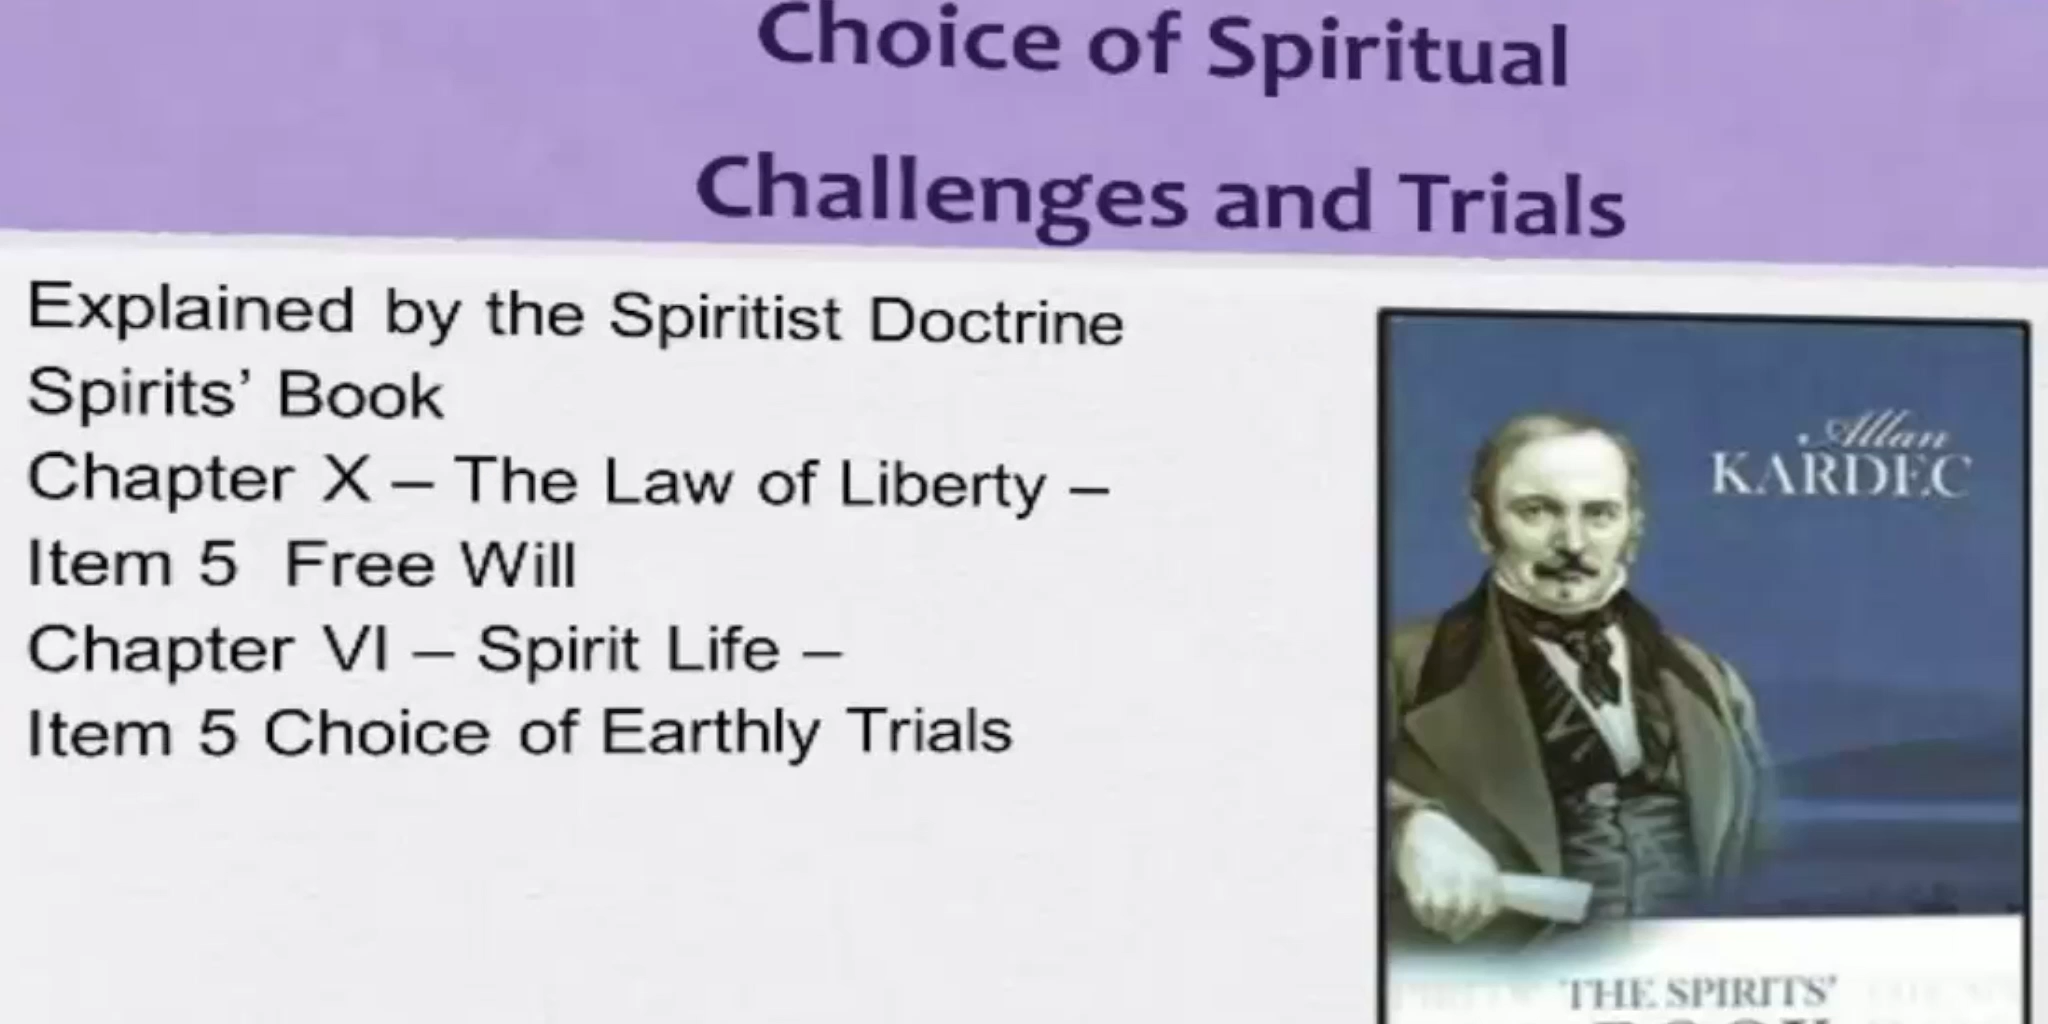 Choice of Spiritual
Challenges and Trials
Explained by the Spiritist Doctrine
Spirits’ Book
Chapter X – The Law of Liberty –
Item 5 Free Will
Chapter VI – Spirit Life –
Item 5 Choice of Earthly Trials
Allan
KARDEC
THE SPIRITS'